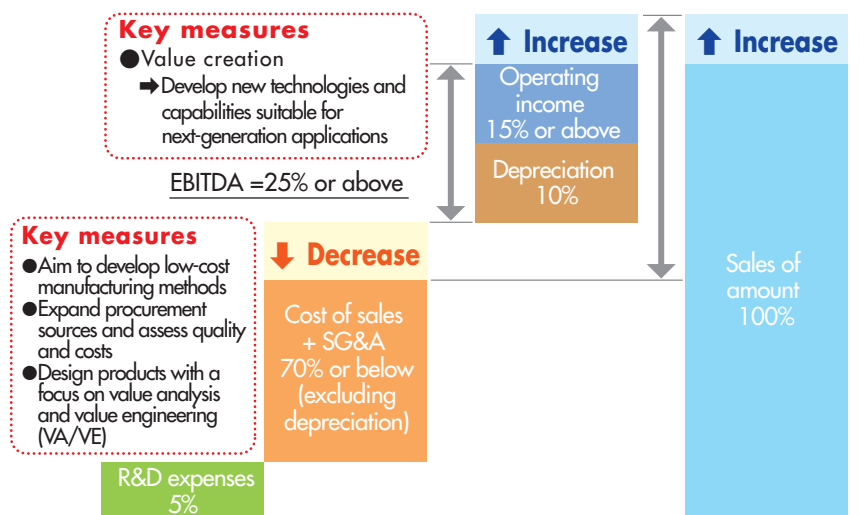 Key measures
●Value creation
➡Develop new technologies and
capabilities suitable for
next-generation applications
EBITDA =25% or above
⬆ Increase
Operating
income
15% or above
Depreciation
10%
⬆ Increase
Sales of
amount
100%
Key measures
●Aim to develop low-cost
manufacturing methods
●Expand procurement
sources and assess quality
and costs
●Design products with a
focus on value analysis
and value engineering
(VA/VE)
⬇ Decrease
Cost of sales
+ SG&A
70% or below
(excluding
depreciation)
R&D expenses
5%